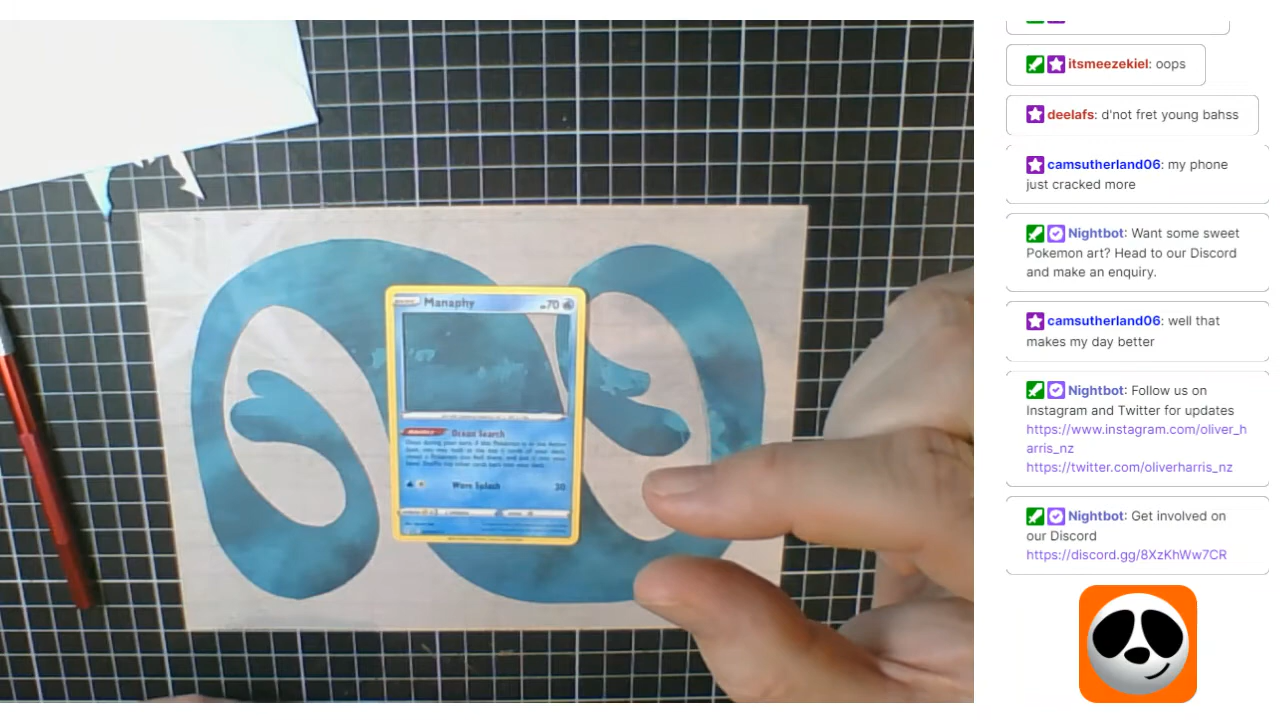 Manaphy
70
Ocean Search
Wave Splash
30
itsmeezekiel: oops
deelafs: d'not fret young bahss
camsutherland06: my phone
just cracked more
Nightbot: Want some sweet
Pokemon art? Head to our Discord
and make an enquiry.
camsutherland06: well that
makes my day better
Nightbot: Follow us on
Instagram and Twitter for updates
https://www.instagram.com/oliver_h
arris_nz
https://twitter.com/oliverharris_nz
Nightbot: Get involved on
our Discord
https://discord.gg/8XzKhWw7CR